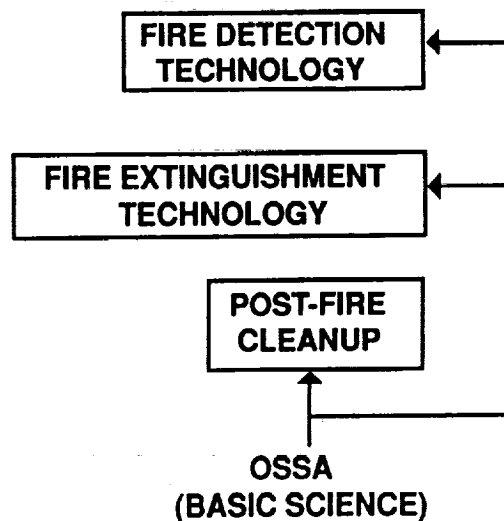 FIRE DETECTION
TECHNOLOGY
FIRE EXTINGUISHMENT
TECHNOLOGY
POST-FIRE
CLEANUP
OSSA
(BASIC SCIENCE)